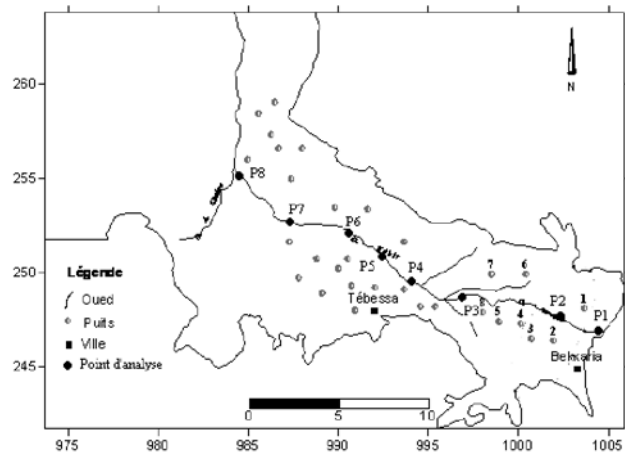 260
255
250
245
N
P8
P7
P6
P5
P4
P3
P2
P1
7
6
1
8
5
4
3
2
Tébessa
Bekkaria
Légende
Oued
Puits
Ville
Point d'analyse
0
5
10
975
980
985
990
995
1000
1005